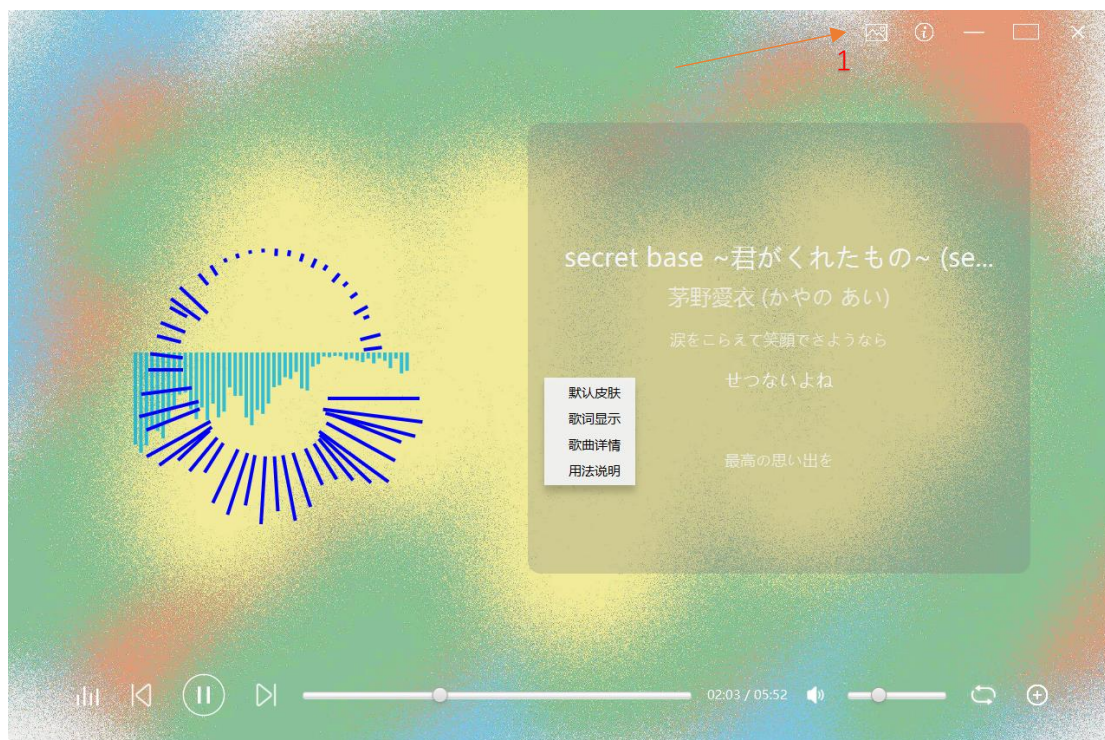 1
secret base ~君がくれたもの~ (se...
茅野愛衣 (かやの あい)
涙をこらえて笑顔でさようなら
せつないよね
最高の思い出を
默认皮肤
歌词显示
歌曲详情
用法说明
02:03 / 05:52